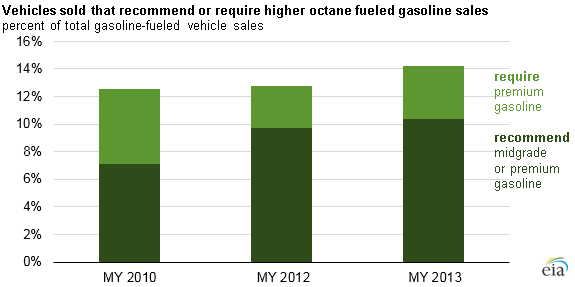 Vehicles sold that recommend or require higher octane fueled gasoline sales
percent of total gasoline-fueled vehicle sales
16%
14%
12%
10%
8%
6%
4%
2%
0%
MY 2010
MY 2012
MY 2013
require
premium
gasoline
recommend
midgrade
or premium
gasoline
eia